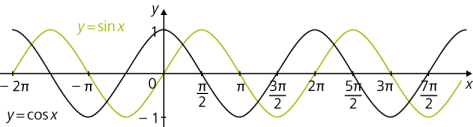 y
y = sin x
1
− 2π − π 0 π/2 π 3π/2 2π 5π/2 3π 7π/2 x
y = cos x
− 1